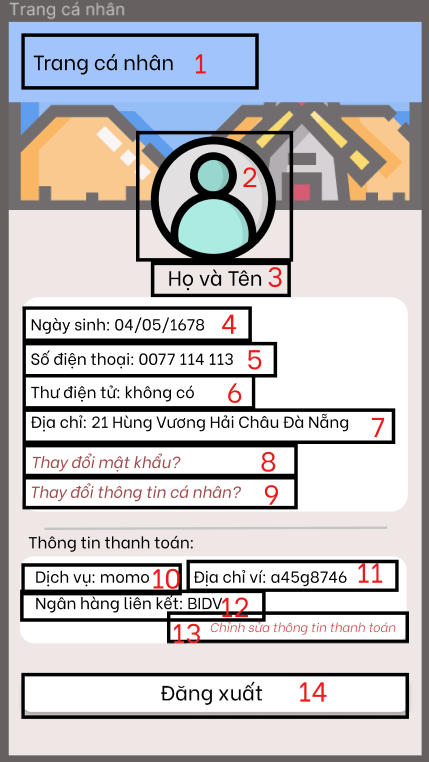 Trang cá nhân
Trang cá nhân 1
2
Họ và Tên 3
Ngày sinh: 04/05/1678 4
Số điện thoại: 0077 114 113 5
Thư điện tử: không có 6
Địa chỉ: 21 Hùng Vương Hải Châu Đà Nẵng 7
Thay đổi mật khẩu? 8
Thay đổi thông tin cá nhân? 9
Thông tin thanh toán:
Dịch vụ: momo 10 Địa chỉ ví: a45g8746 11
Ngân hàng liên kết: BIDV 12
13 Chỉnh sửa thông tin thanh toán
Đăng xuất 14